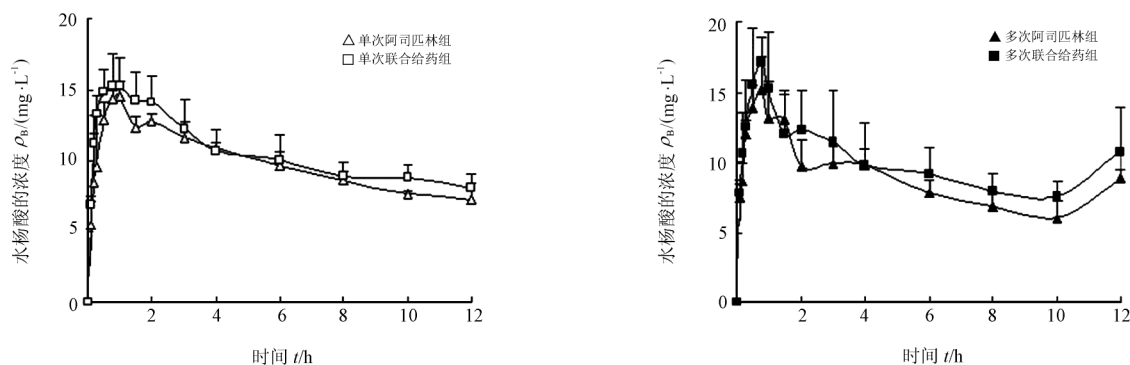 20
15
10
5
0
水杨酸的浓度 ρB/(mg·L⁻¹)
单次阿司匹林组
单次联合给药组
2 4 6 8 10 12
时间 t/h
20
15
10
5
0
水杨酸的浓度 ρB/(mg·L⁻¹)
多次阿司匹林组
多次联合给药组
2 4 6 8 10 12
时间 t/h